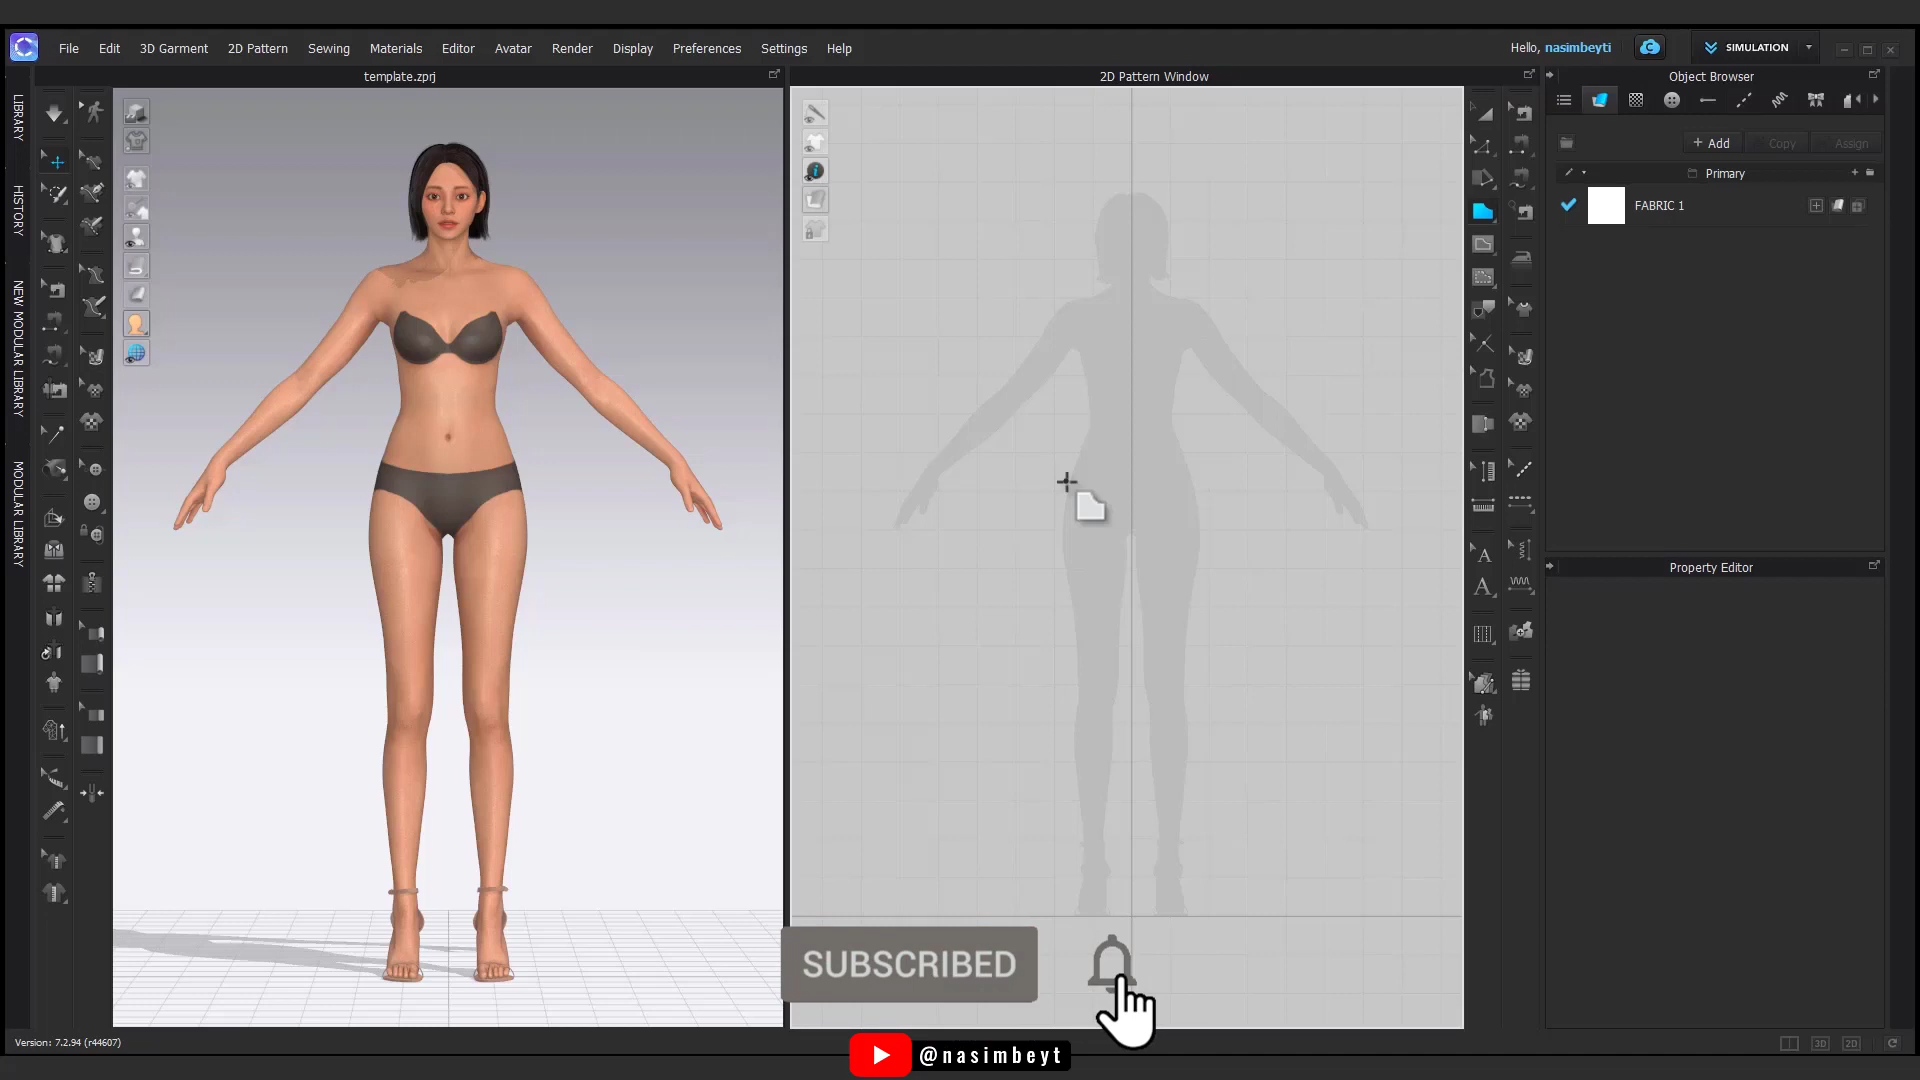 File Edit 3D Garment 2D Pattern Sewing Materials Editor Avatar Render Display Preferences Settings Help
Hello, nasimbeyti
SIMULATION
template.zprj
2D Pattern Window
Object Browser
+ Add Copy Assign
Primary
FABRIC 1
Property Editor
LIBRARY
HISTORY
NEW MODULAR LIBRARY
MODULAR LIBRARY
A
A
SUBSCRIBED
Version: 7.2.94 (r44607)
@nasimbeyt
3D 2D